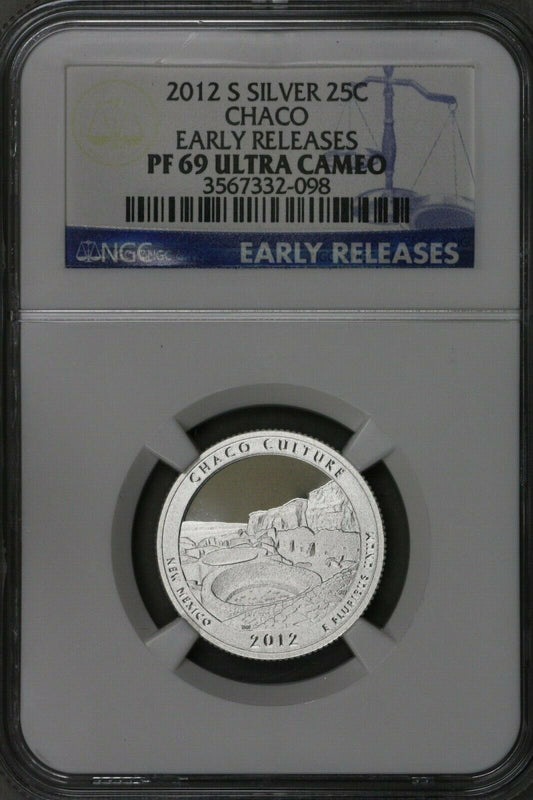 2012 S SILVER 25C
CHACO
EARLY RELEASES
PF 69 ULTRA CAMEO
3567332-098
NGC NGC
EARLY RELEASES
CHACO CULTURE
NEW MEXICO
2012
E PLURIBUS UNUM